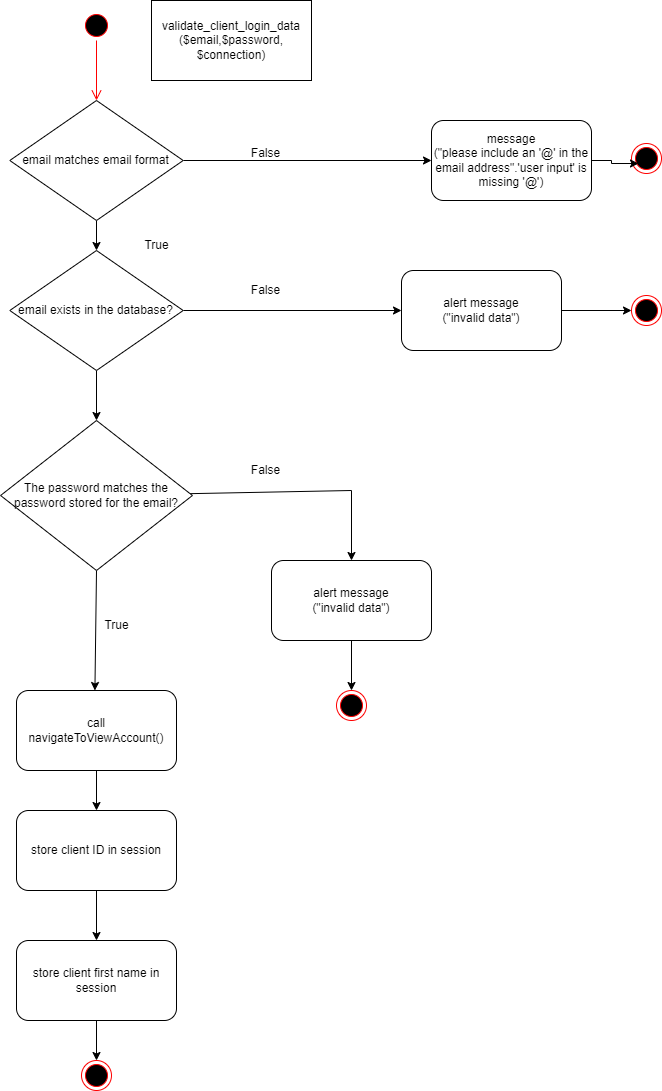 validate_client_login_data
($email,$password,
$connection)
email matches email format
False
message
("please include an '@' in the
email address".'user input' is
missing '@')
True
email exists in the database?
False
alert message
("invalid data")
The password matches the
password stored for the email?
False
alert message
("invalid data")
True
call
navigateToViewAccount()
store client ID in session
store client first name in
session